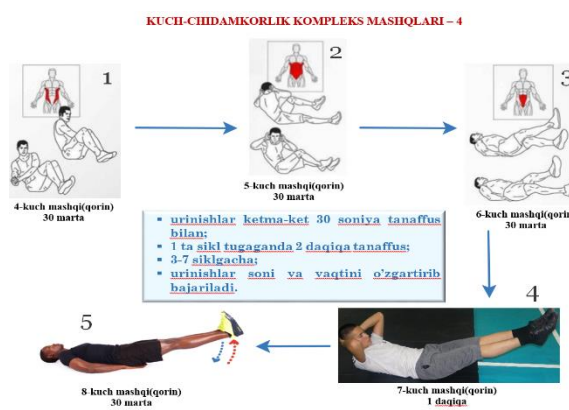 KUCH-CHIDAMKORLIK KOMPLEKS MASHQLARI – 4
1
4-kuch mashqi(qorin)
30 marta
2
5-kuch mashqi(qorin)
30 marta
3
6-kuch mashqi(qorin)
30 marta
▪ urinishlar ketma-ket 30 soniya tanaffus
bilan;
▪ 1 ta sikl tugaganda 2 daqiqa tanaffus;
▪ 3-7 siklgacha;
▪ urinishlar soni va vaqtini o'zgartirib
bajariladi.
4
7-kuch mashqi(qorin)
1 daqiqa
5
8-kuch mashqi(qorin)
30 marta